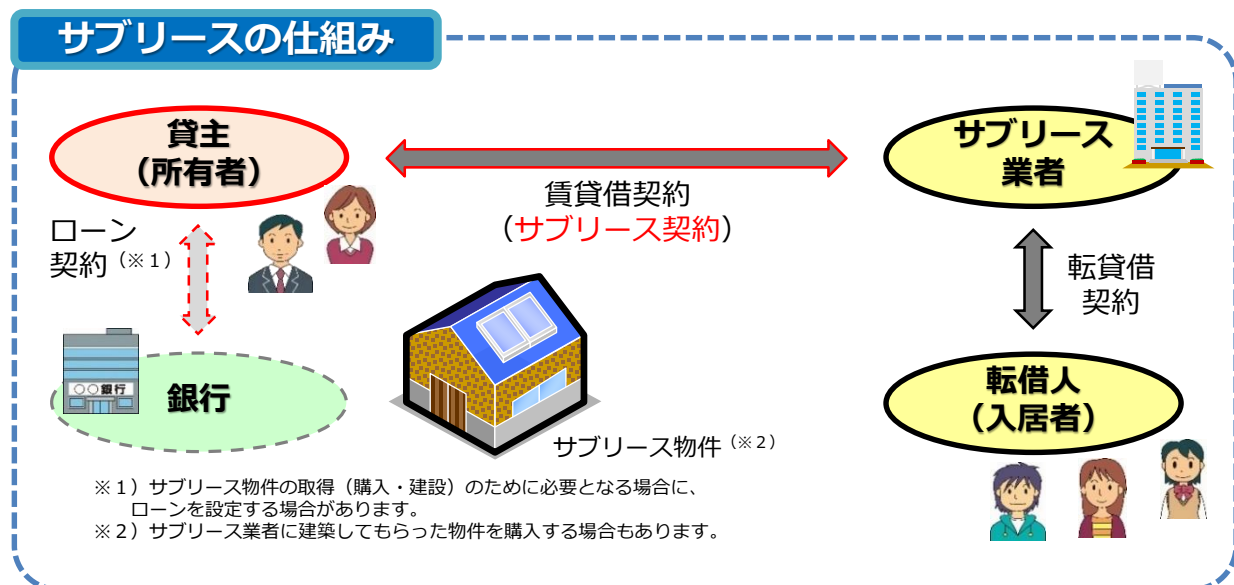 サブリースの仕組み
貸主
（所有者）
サブリース
業者
賃貸借契約
（サブリース契約）
ローン
契約（※１）
転貸借
契約
○○銀行
銀行
転借人
（入居者）
サブリース物件（※２）
※１）サブリース物件の取得（購入・建設）のために必要となる場合に、
ローンを設定する場合があります。
※２）サブリース業者に建築してもらった物件を購入する場合もあります。